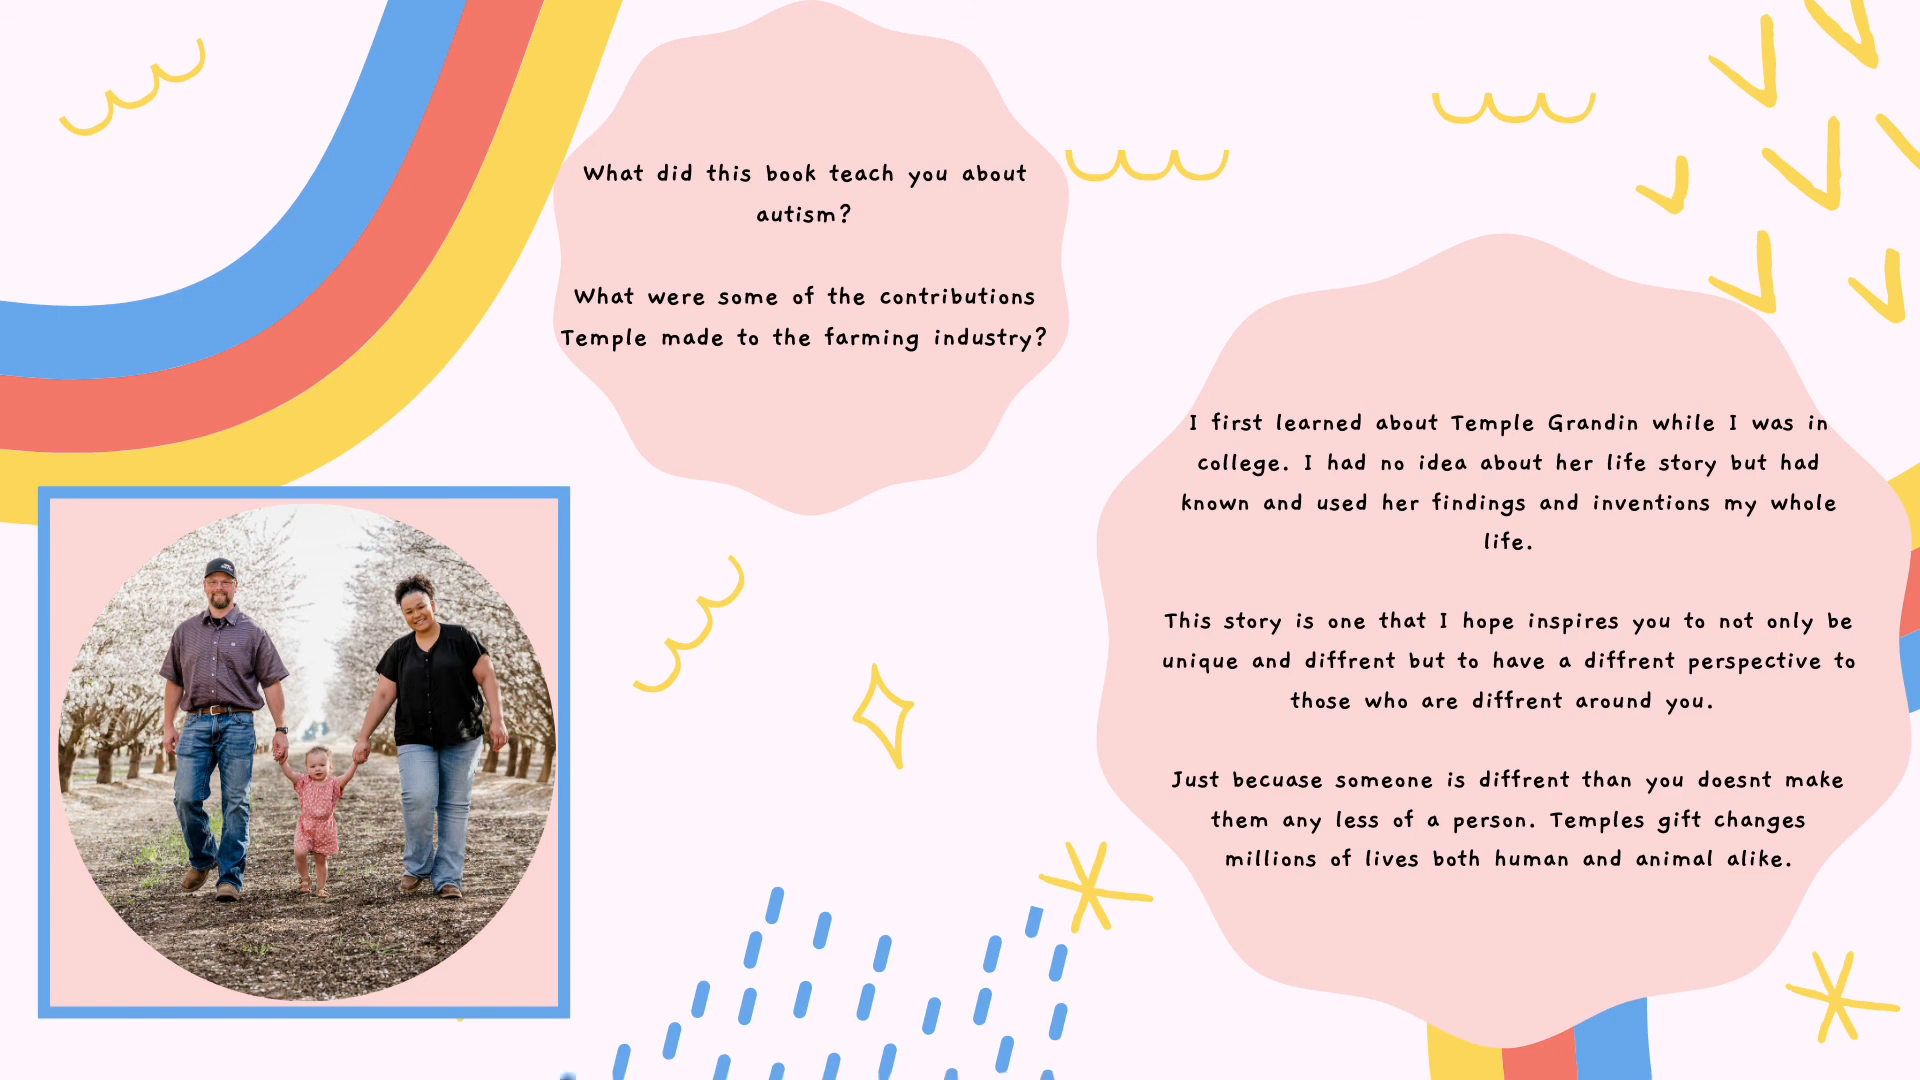 What did this book teach you about
autism?
What were some of the contributions
Temple made to the farming industry?
I first learned about Temple Grandin while I was in
college. I had no idea about her life story but had
known and used her findings and inventions my whole
life.
This story is one that I hope inspires you to not only be
unique and diffrent but to have a diffrent perspective to
those who are diffrent around you.
Just becuase someone is diffrent than you doesnt make
them any less of a person. Temples gift changes
millions of lives both human and animal alike.